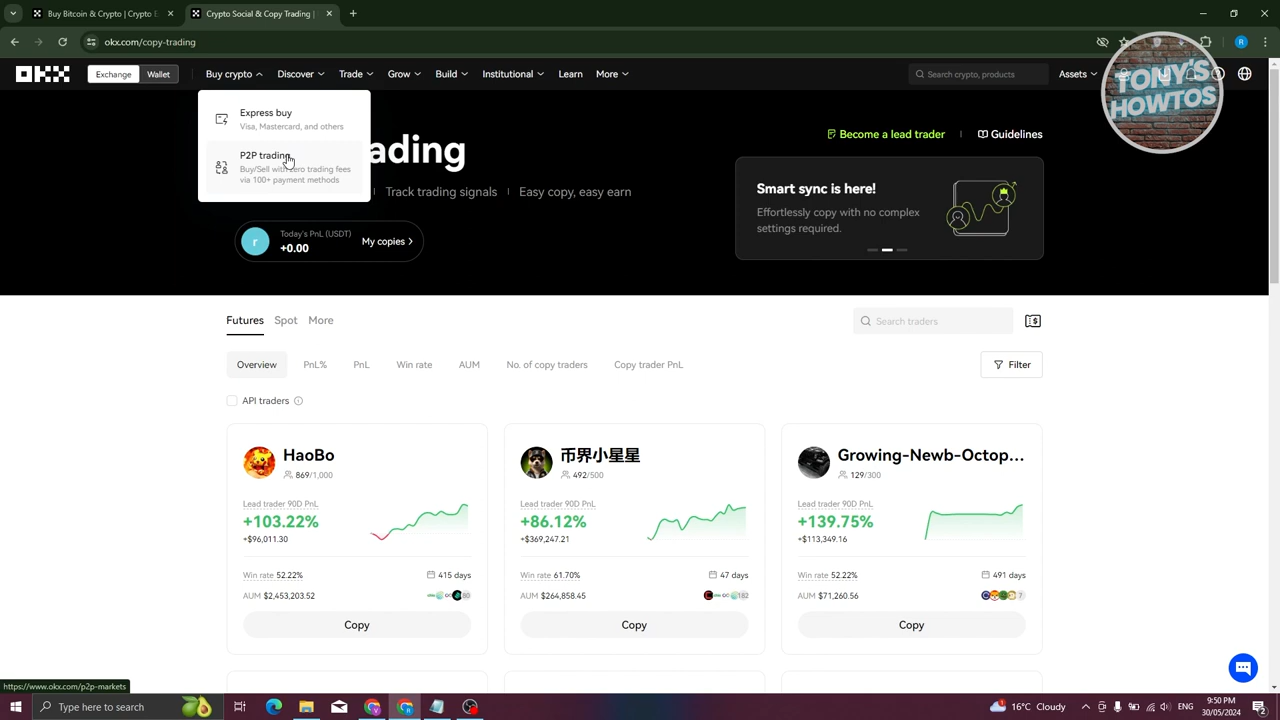 Buy Bitcoin & Crypto | Crypto E
Crypto Social & Copy Trading |
okx.com/copy-trading
R
OKX
Exchange
Wallet
Buy crypto
Discover
Trade
Grow
Build
Institutional
Learn
More
Search crypto, products
Assets
TONY'S
HOWTOS
Express buy
Visa, Mastercard, and others
P2P trading
Buy/Sell with zero trading fees
via 100+ payment methods
ading
Track trading signals
Easy copy, easy earn
Become a lead trader
Guidelines
Smart sync is here!
Effortlessly copy with no complex
settings required.
r
Today's PnL (USDT)
+0.00
My copies
Futures
Spot
More
Search traders
Overview
PnL%
PnL
Win rate
AUM
No. of copy traders
Copy trader PnL
Filter
API traders
HaoBo
869/1,000
Lead trader 90D PnL
+103.22%
+$96,011.30
Win rate 52.22%
415 days
AUM $2,453,203.52
80
Copy
币界小星星
492/500
Lead trader 90D PnL
+86.12%
+$369,247.21
Win rate 61.70%
47 days
AUM $264,858.45
182
Copy
Growing-Newb-Octop...
129/300
Lead trader 90D PnL
+139.75%
+$113,349.16
Win rate 52.22%
491 days
AUM $71,260.56
7
Copy
https://www.okx.com/p2p-markets
Type here to search
16°C Cloudy
ENG
9:50 PM
30/05/2024
2